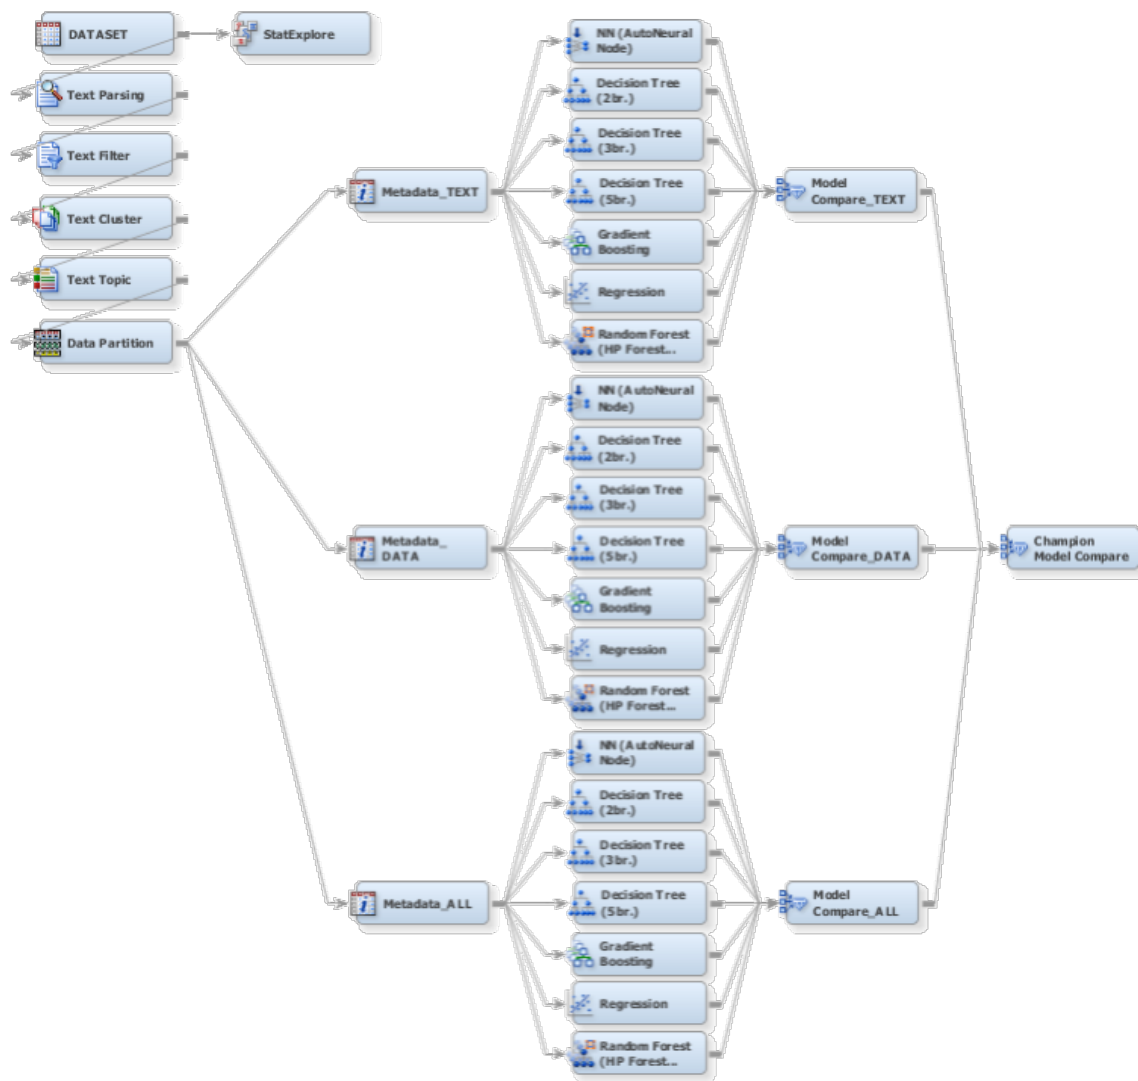 DATASET
StatExplore
Text Parsing
Text Filter
Text Cluster
Text Topic
Data Partition
Metadata_TEXT
NN (AutoNeural
Node)
Decision Tree
(2br.)
Decision Tree
(3br.)
Decision Tree
(5br.)
Gradient
Boosting
Regression
Random Forest
(HP Forest...
Model
Compare_TEXT
Metadata_
DATA
NN (AutoNeural
Node)
Decision Tree
(2br.)
Decision Tree
(3br.)
Decision Tree
(5br.)
Gradient
Boosting
Regression
Random Forest
(HP Forest...
Model
Compare_DATA
Champion
Model Compare
Metadata_ALL
NN (AutoNeural
Node)
Decision Tree
(2br.)
Decision Tree
(3br.)
Decision Tree
(5br.)
Gradient
Boosting
Regression
Random Forest
(HP Forest...
Model
Compare_ALL